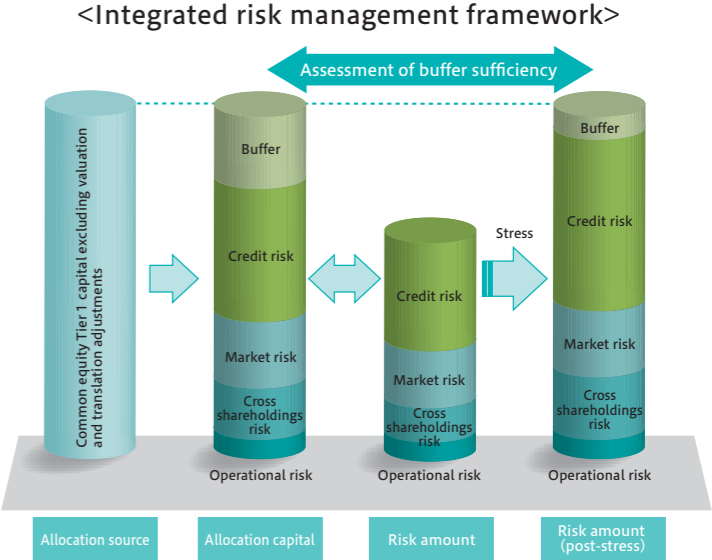 <Integrated risk management framework>
Assessment of buffer sufficiency
Common equity Tier 1 capital excluding valuation
and translation adjustments
Buffer
Credit risk
Market risk
Cross
shareholdings
risk
Operational risk
Credit risk
Market risk
Cross
shareholdings
risk
Operational risk
Stress
Buffer
Credit risk
Market risk
Cross
shareholdings
risk
Operational risk
Allocation source
Allocation capital
Risk amount
Risk amount
(post-stress)